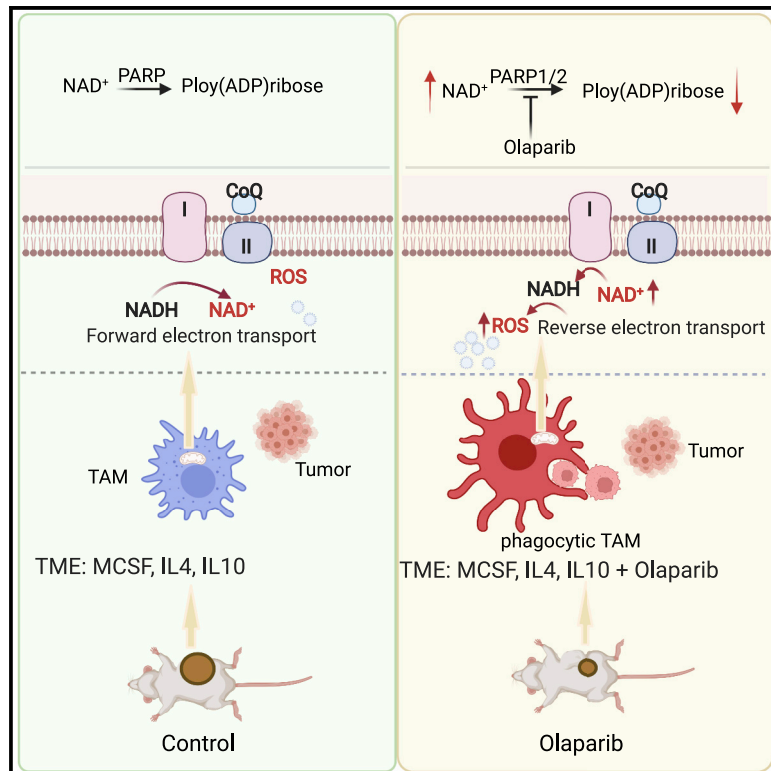 NAD⁺ PARP Ploy(ADP)ribose
CoQ
I
II
ROS
NADH NAD⁺
Forward electron transport
TAM
Tumor
TME: MCSF, IL4, IL10
Control
NAD⁺ PARP1/2 Ploy(ADP)ribose
Olaparib
CoQ
I
II
NADH NAD⁺
ROS Reverse electron transport
Tumor
phagocytic TAM
TME: MCSF, IL4, IL10 + Olaparib
Olaparib